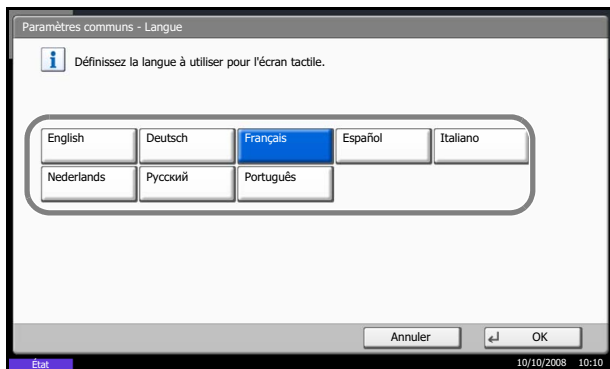 Paramètres communs - Langue
Définissez la langue à utiliser pour l'écran tactile.
English Deutsch Français Español Italiano
Nederlands Русский Português
Annuler OK
État 10/10/2008 10:10